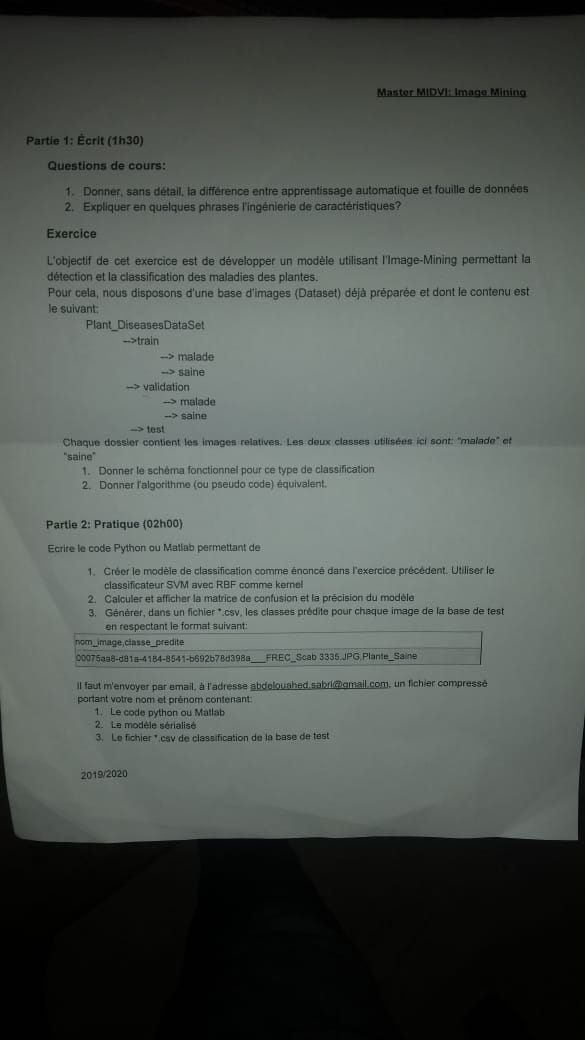 Master MIDVI: Image Mining
Partie 1: Écrit (1h30)
Questions de cours:
1. Donner, sans détail, la différence entre apprentissage automatique et fouille de données
2. Expliquer en quelques phrases l'ingénierie de caractéristiques?
Exercice
L'objectif de cet exercice est de développer un modèle utilisant l'Image-Mining permettant la
détection et la classification des maladies des plantes.
Pour cela, nous disposons d'une base d'images (Dataset) déjà préparée et dont le contenu est
le suivant:
Plant_DiseasesDataSet
-->train
--> malade
--> saine
--> validation
--> malade
--> saine
--> test
Chaque dossier contient les images relatives. Les deux classes utilisées ici sont: "malade" et
"saine"
1. Donner le schéma fonctionnel pour ce type de classification
2. Donner l'algorithme (ou pseudo code) équivalent.
Partie 2: Pratique (02h00)
Ecrire le code Python ou Matlab permettant de
1. Créer le modèle de classification comme énoncé dans l'exercice précédent. Utiliser le
classificateur SVM avec RBF comme kernel
2. Calculer et afficher la matrice de confusion et la précision du modèle
3. Générer, dans un fichier *.csv, les classes prédite pour chaque image de la base de test
en respectant le format suivant:
nom_image,classe_predite
00075aa8-d81a-4184-8541-b692b78d398a___FREC_Scab 3335.JPG,Plante_Saine
Il faut m'envoyer par email, à l'adresse abdelouahed.sabri@gmail.com, un fichier compressé
portant votre nom et prénom contenant:
1. Le code python ou Matlab
2. Le modèle sérialisé
3. Le fichier *.csv de classification de la base de test
2019/2020